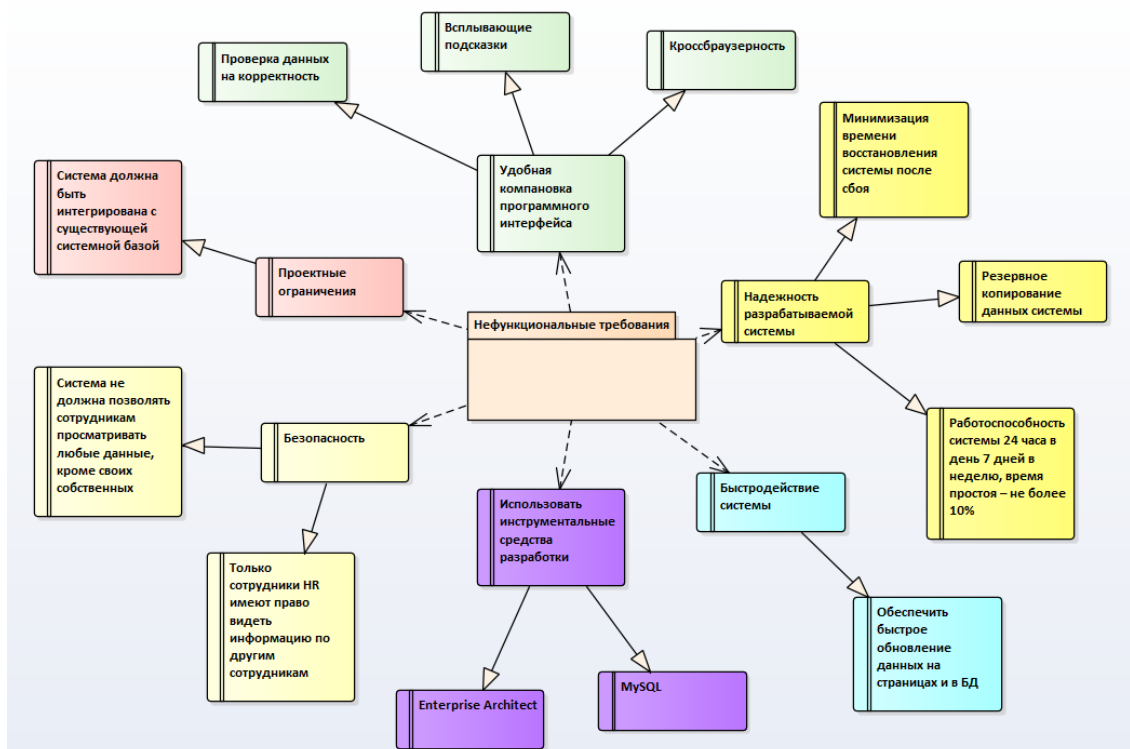 Всплывающие
подсказки
Кроссбраузерность
Проверка данных
на корректность
Минимизация
времени
восстановления
системы после
сбоя
Удобная
компановка
программного
интерфейса
Система должна
быть
интегрирована с
существующей
системной базой
Проектные
ограничения
Резервное
копирование
данных системы
Надежность
разрабатываемой
системы
Нефункциональные требования
Система не
должна позволять
сотрудникам
просматривать
любые данные,
кроме своих
собственных
Безопасность
Работоспособность
системы 24 часа в
день 7 дней в
неделю, время
простоя – не более
10%
Использовать
инструментальные
средства
разработки
Быстродействие
системы
Только
сотрудники HR
имеют право
видеть
информацию по
другим
сотрудникам
Обеспечить
быстрое
обновление
данных на
страницах и в БД
MySQL
Enterprise Architect